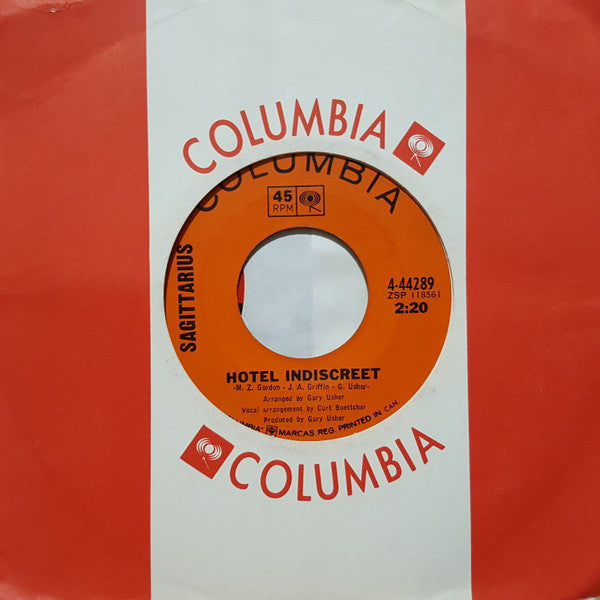 COLUMBIA
COLUMBIA
45
RPM
SAGITTARIUS
4-44289
ZSP 118561
2:20
HOTEL INDISCREET
-M. Z. Gordon - J. A. Griffin - G. Usher-
Arranged by Gary Usher
Vocal arrangement by Curt Boettcher
Produced by Gary Usher
UMBIA" MARCAS REG. PRINTED IN CAN.
COLUMBIA